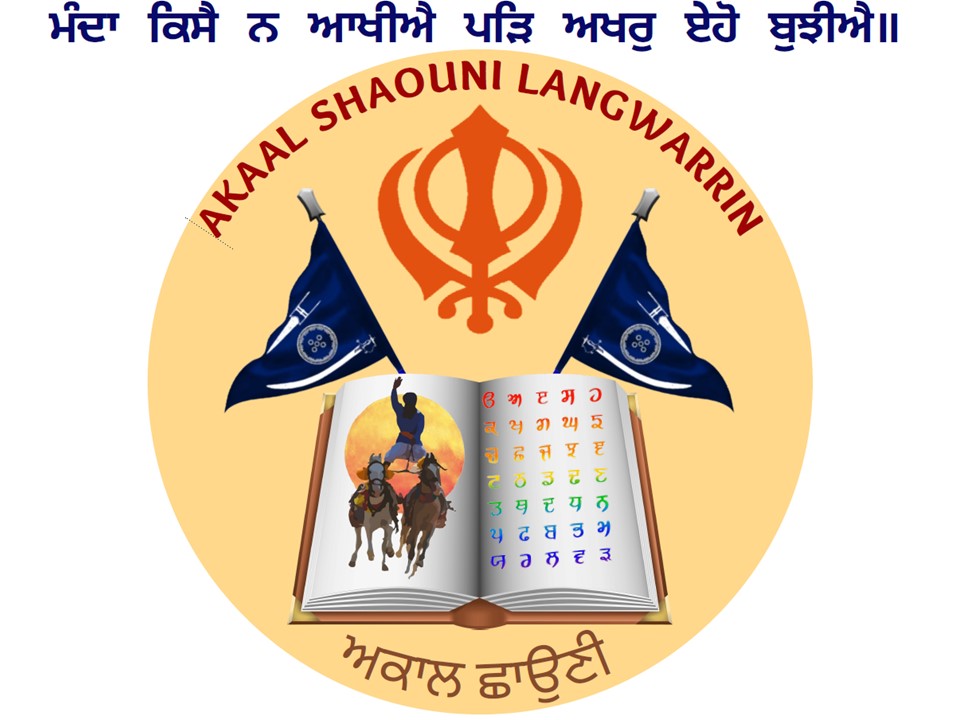 ਮੰਦਾ ਕਿਸੈ ਨ ਆਖੀਐ ਪੜਿ ਅਖਰੁ ਏਹੋ ਬੁਝੀਐ॥
AKAAL SHAOUNI LANGWARRIN
ੳ ਅ ੲ ਸ ਹ
ਕ ਖ ਗ ਘ ਙ
ਚ ਛ ਜ ਝ ਞ
ਟ ਠ ਡ ਢ ਣ
ਤ ਥ ਦ ਧ ਨ
ਪ ਫ ਬ ਭ ਮ
ਯ ਰ ਲ ਵ ੜ
ਅਕਾਲ ਛਾਉਣੀ